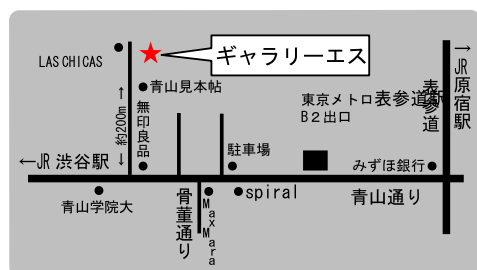 LAS CHICAS
ギャラリーエス
→JR原宿駅
青山見本帖
東京メトロ表参道駅
B2出口
表参道
約200m
無印良品
駐車場
みずほ銀行
←JR 渋谷駅
青山学院大
骨董通り
Max Mara
spiral
青山通り